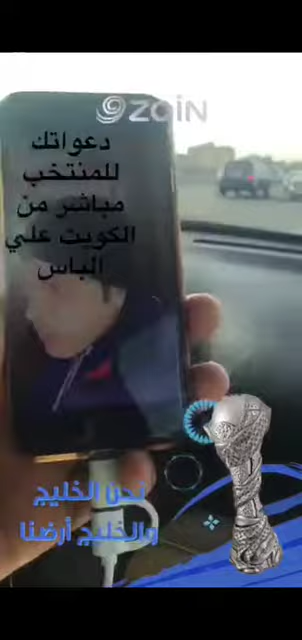 zain
دعواتك
للمنتخب
مباشر من
الكويت علي
الباس
نحن الخليج
والخليج أرضنا